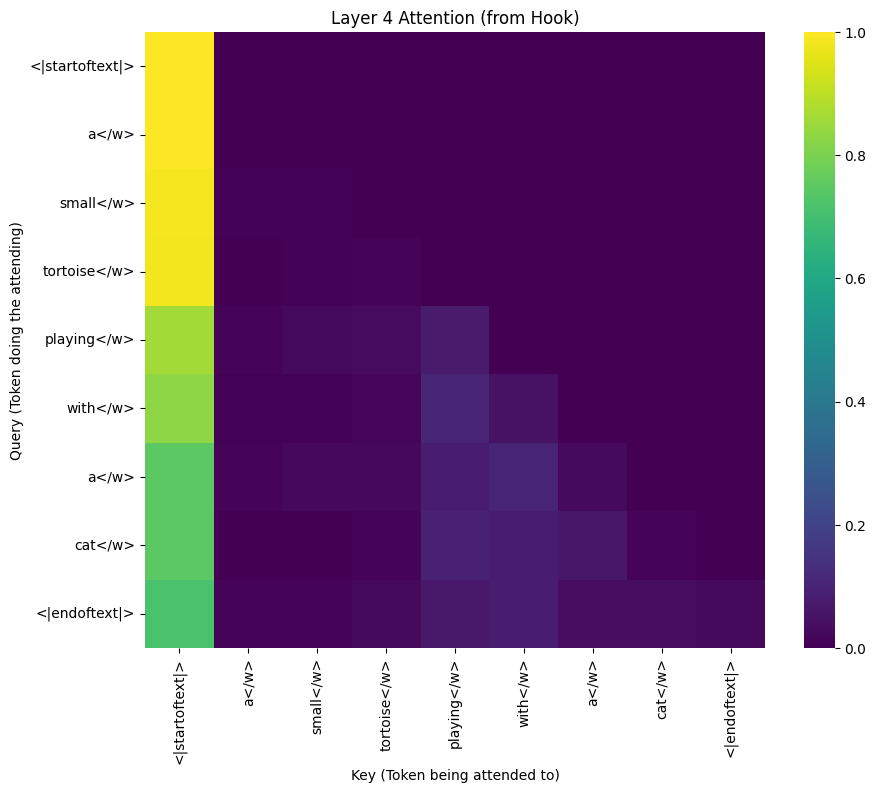 Layer 4 Attention (from Hook)
Query (Token doing the attending)
<|startoftext|>
a</w>
small</w>
tortoise</w>
playing</w>
with</w>
a</w>
cat</w>
<|endoftext|>
<|startoftext|>
a</w>
small</w>
tortoise</w>
playing</w>
with</w>
a</w>
cat</w>
<|endoftext|>
Key (Token being attended to)
1.0
0.8
0.6
0.4
0.2
0.0